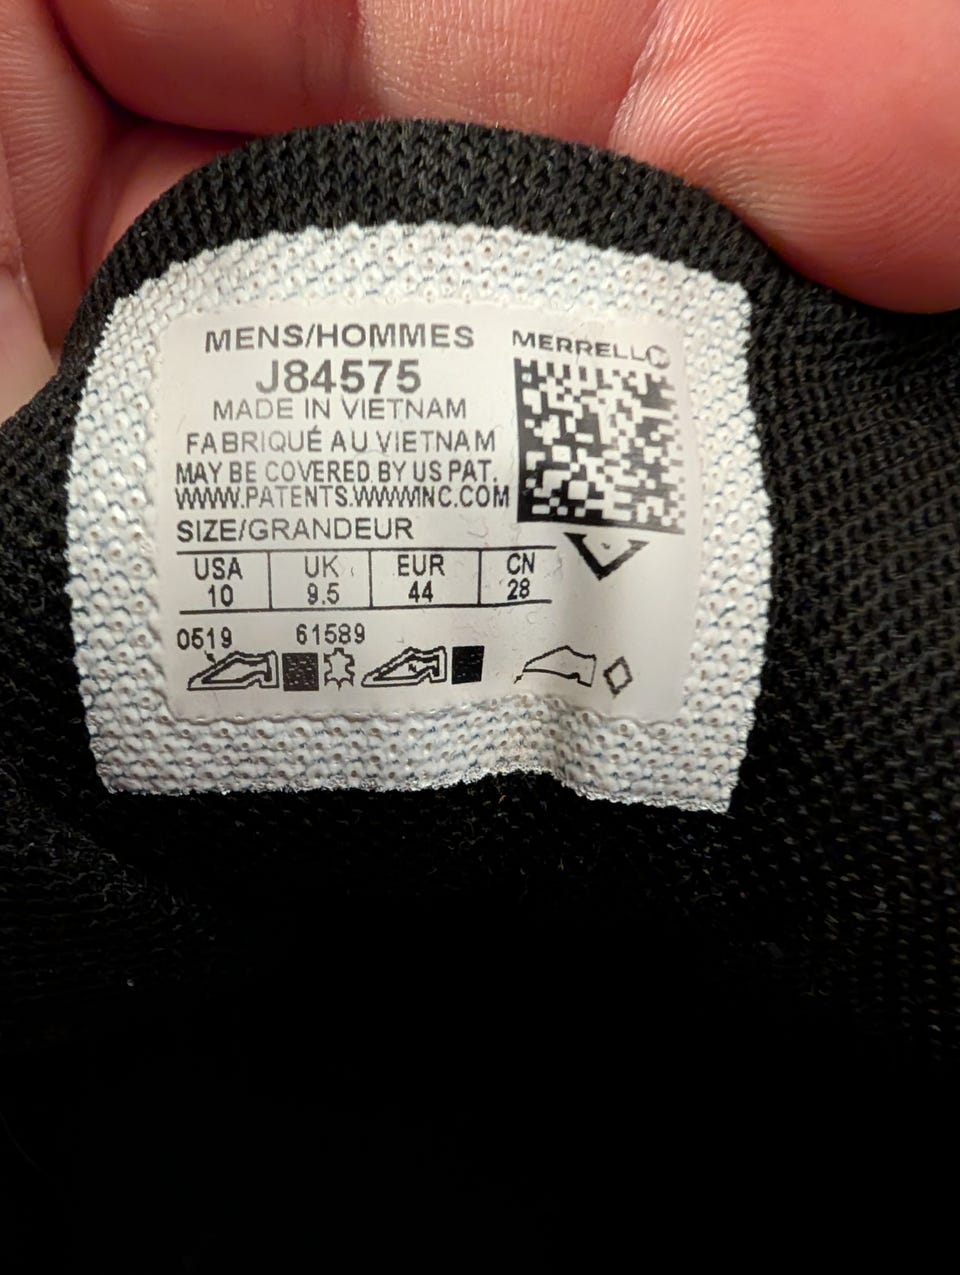 MENS/HOMMES
J84575
MADE IN VIETNAM
FABRIQUÉ AU VIETNAM
MAY BE COVERED BY US PAT.
WWW.PATENTS.WWWINC.COM
SIZE/GRANDEUR
USA UK EUR CN
10 9.5 44 28
0519 61589
MERRELL